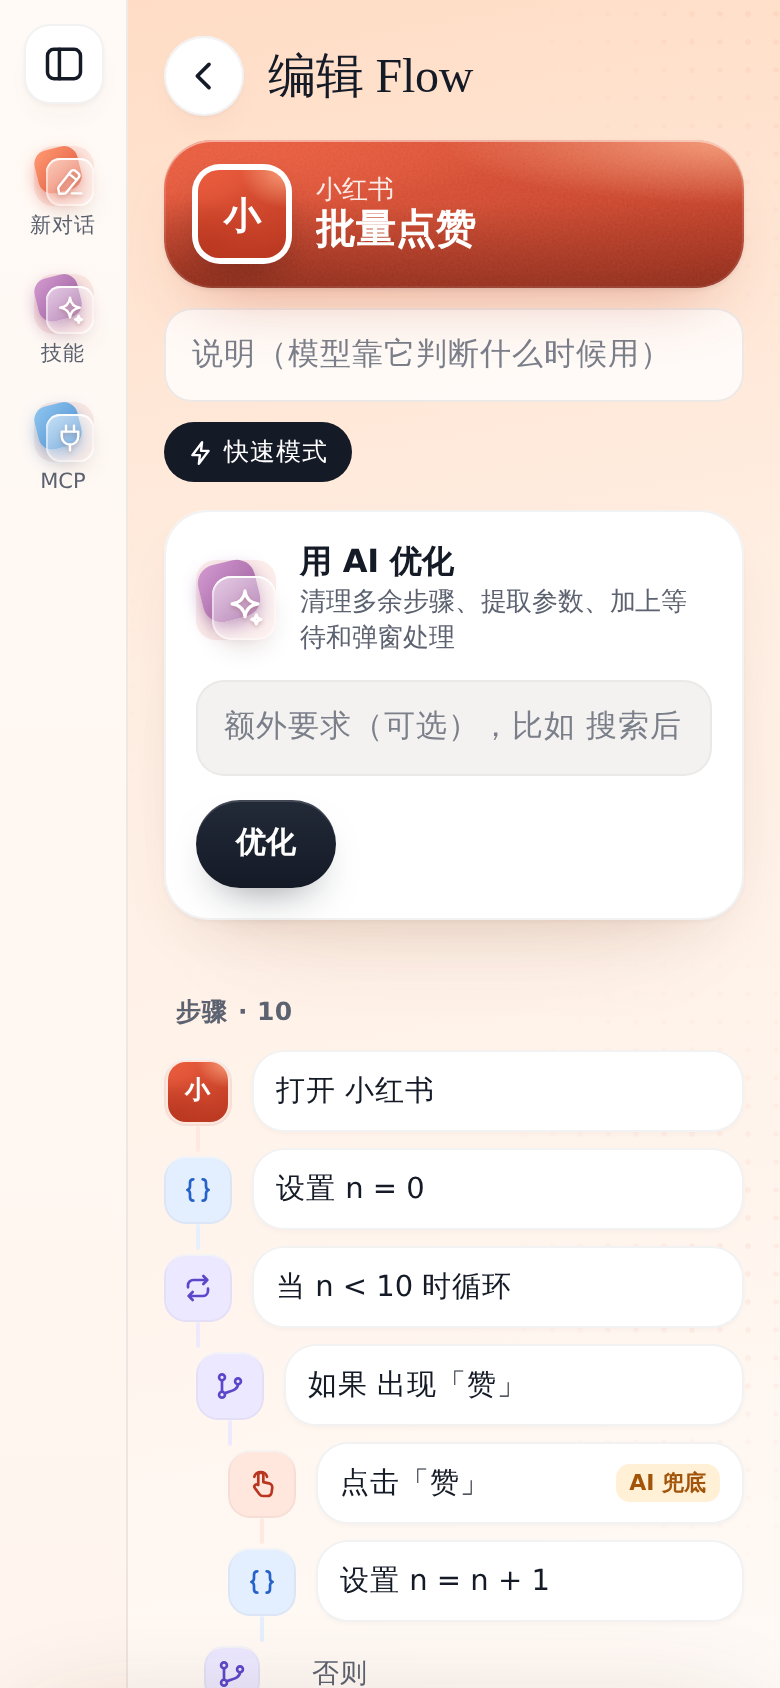 编辑 Flow
新对话
技能
MCP
小
小红书
批量点赞
说明（模型靠它判断什么时候用）
快速模式
用 AI 优化
清理多余步骤、提取参数、加上等
待和弹窗处理
额外要求（可选），比如 搜索后
优化
步骤 · 10
小
打开 小红书
{ }
设置 n = 0
当 n < 10 时循环
如果 出现「赞」
点击「赞」
AI 兜底
{ }
设置 n = n + 1
否则